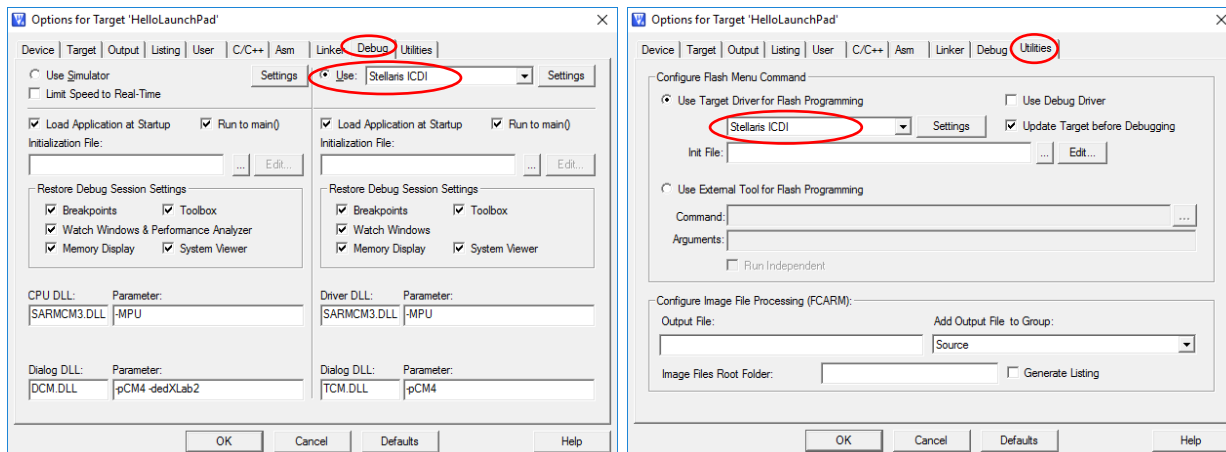 Options for Target 'HelloLaunchPad'
Device Target Output Listing User C/C++ Asm Linker Debug Utilities
Use Simulator Settings Use: Stellaris ICDI Settings
Limit Speed to Real-Time
Load Application at Startup Run to main() Load Application at Startup Run to main()
Initialization File: Initialization File:
... Edit... ... Edit...
Restore Debug Session Settings Restore Debug Session Settings
Breakpoints Toolbox Breakpoints Toolbox
Watch Windows & Performance Analyzer Watch Windows
Memory Display System Viewer Memory Display System Viewer
CPU DLL: Parameter: Driver DLL: Parameter:
SARMCM3.DLL -MPU SARMCM3.DLL -MPU
Dialog DLL: Parameter: Dialog DLL: Parameter:
DCM.DLL -pCM4 -dedXLab2 TCM.DLL -pCM4
OK Cancel Defaults Help
Options for Target 'HelloLaunchPad'
Device Target Output Listing User C/C++ Asm Linker Debug Utilities
Configure Flash Menu Command
Use Target Driver for Flash Programming Use Debug Driver
Stellaris ICDI Settings Update Target before Debugging
Init File: ... Edit...
Use External Tool for Flash Programming
Command: ...
Arguments:
Run Independent
Configure Image File Processing (FCARM):
Output File: Add Output File to Group:
Source
Image Files Root Folder: Generate Listing
OK Cancel Defaults Help